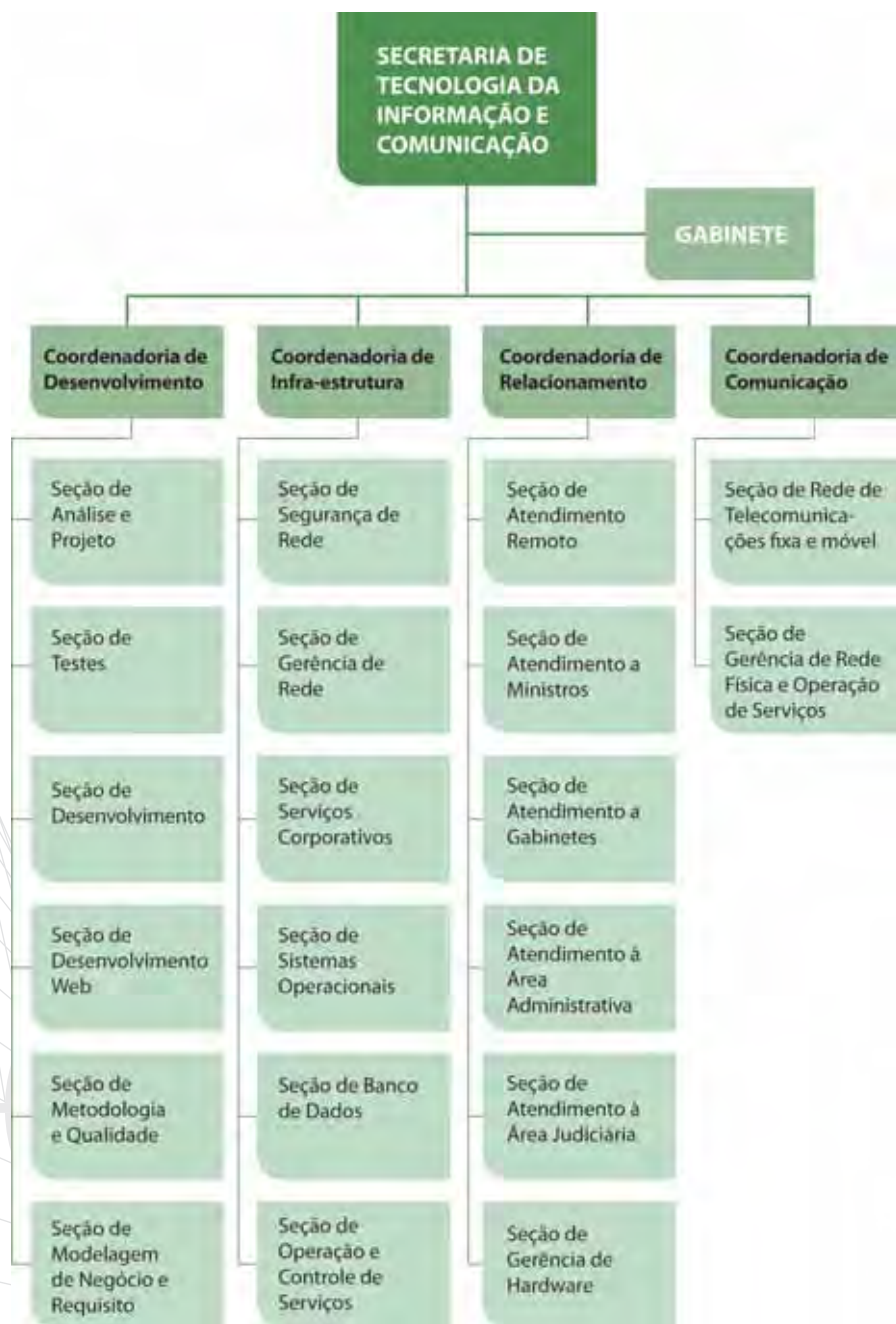 SECRETARIA DE
TECNOLOGIA DA
INFORMAÇÃO E
COMUNICAÇÃO
GABINETE
Coordenadoria de
Desenvolvimento
Seção de
Análise e
Projeto
Seção de
Testes
Seção de
Desenvolvimento
Seção de
Desenvolvimento
Web
Seção de
Metodologia
e Qualidade
Seção de
Modelagem
de Negócio e
Requisito
Coordenadoria de
Infra-estrutura
Seção de
Segurança de
Rede
Seção de
Gerência de
Rede
Seção de
Serviços
Corporativos
Seção de
Sistemas
Operacionais
Seção de Banco
de Dados
Seção de
Operação e
Controle de
Serviços
Coordenadoria de
Relacionamento
Seção de
Atendimento
Remoto
Seção de
Atendimento a
Ministros
Seção de
Atendimento a
Gabinetes
Seção de
Atendimento à
Área
Administrativa
Seção de
Atendimento à
Área Judiciária
Seção de
Gerência de
Hardware
Coordenadoria de
Comunicação
Seção de Rede de
Telecomunica-
ções fixa e móvel
Seção de
Gerência de Rede
Física e Operação
de Serviços